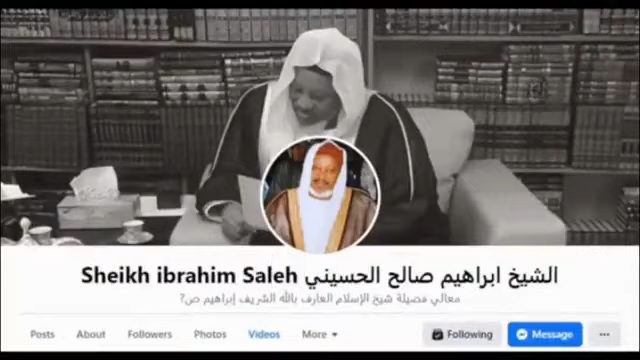 الشيخ ابراهيم صالح الحسيني Sheikh ibrahim Saleh
معالي فضيلة شيخ الإسلام العارف بالله الشريف إبراهيم ص?
Posts About Followers Photos Videos More Following Message